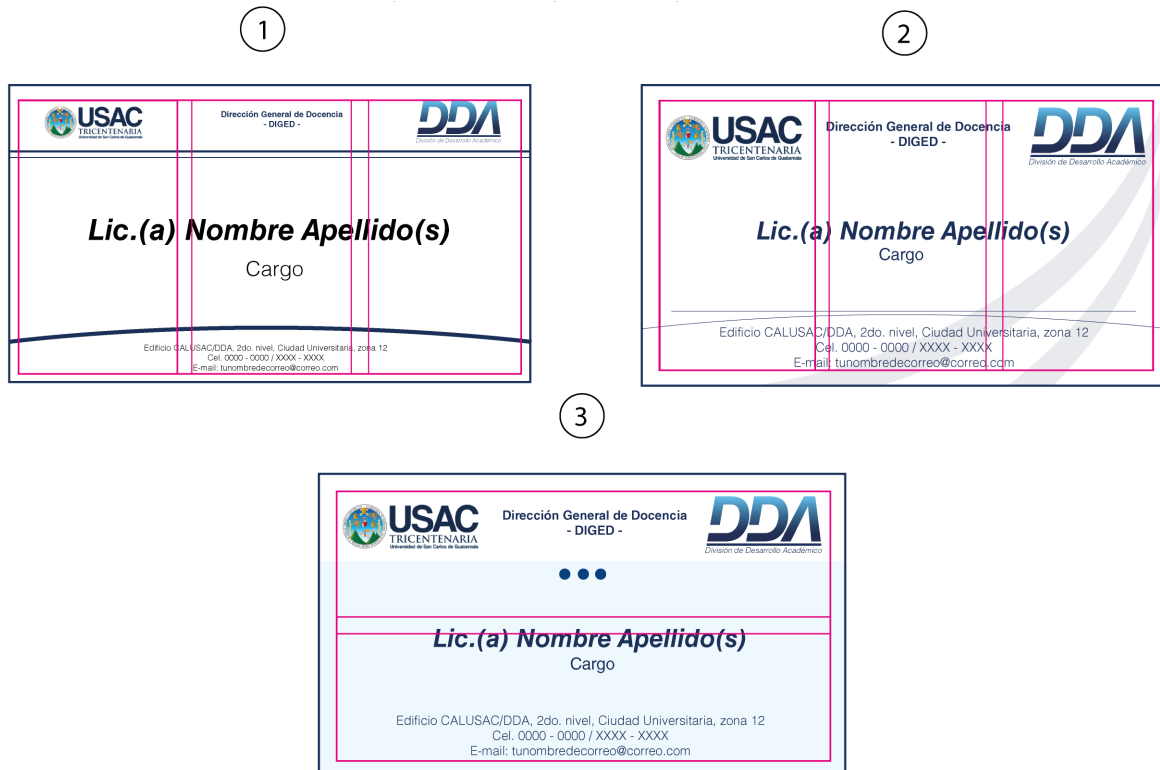 1
USAC
TRICENTENARIA
Universidad de San Carlos de Guatemala
Dirección General de Docencia
- DIGED -
DDA
División de Desarrollo Académico
Lic.(a) Nombre Apellido(s)
Cargo
Edificio CALUSAC/DDA, 2do. nivel, Ciudad Universitaria, zona 12
Cel. 0000 - 0000 / XXXX - XXXX
E-mail: tunombredecorreo@correo.com
2
USAC
TRICENTENARIA
Universidad de San Carlos de Guatemala
Dirección General de Docencia
- DIGED -
DDA
División de Desarrollo Académico
Lic.(a) Nombre Apellido(s)
Cargo
Edificio CALUSAC/DDA, 2do. nivel, Ciudad Universitaria, zona 12
Cel. 0000 - 0000 / XXXX - XXXX
E-mail: tunombredecorreo@correo.com
3
USAC
TRICENTENARIA
Universidad de San Carlos de Guatemala
Dirección General de Docencia
- DIGED -
DDA
División de Desarrollo Académico
Lic.(a) Nombre Apellido(s)
Cargo
Edificio CALUSAC/DDA, 2do. nivel, Ciudad Universitaria, zona 12
Cel. 0000 - 0000 / XXXX - XXXX
E-mail: tunombredecorreo@correo.com